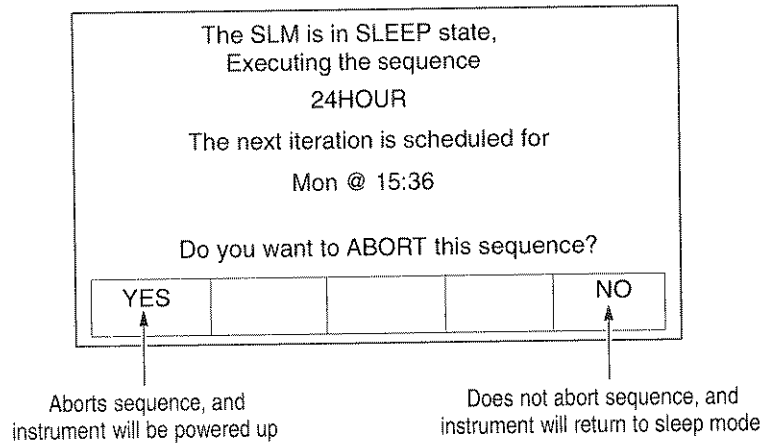 The SLM is in SLEEP state,
Executing the sequence
24HOUR
The next iteration is scheduled for
Mon @ 15:36
Do you want to ABORT this sequence?
YES
NO
Aborts sequence, and
instrument will be powered up
Does not abort sequence, and
instrument will return to sleep mode